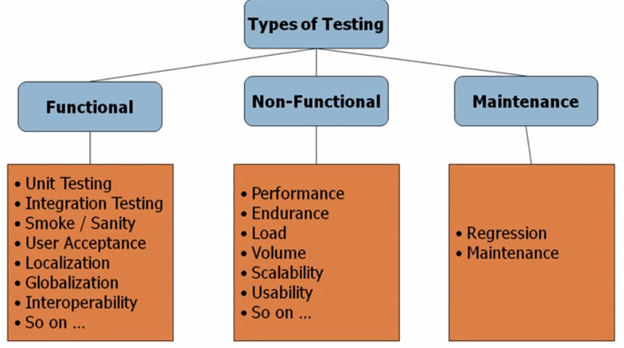 Types of Testing
Functional
Non-Functional
Maintenance
• Unit Testing
• Integration Testing
• Smoke / Sanity
• User Acceptance
• Localization
• Globalization
• Interoperability
• So on ...
• Performance
• Endurance
• Load
• Volume
• Scalability
• Usability
• So on ...
• Regression
• Maintenance